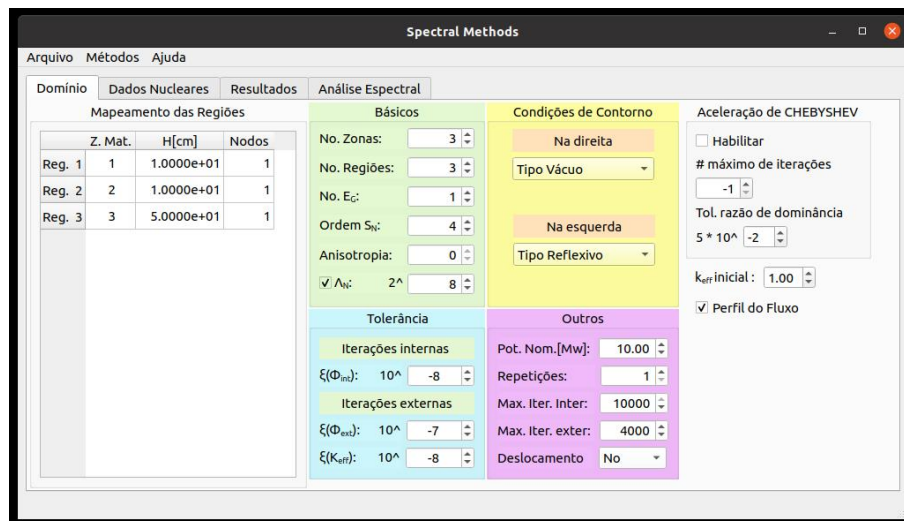 Spectral Methods
Arquivo Métodos Ajuda
Domínio Dados Nucleares Resultados Análise Espectral
Mapeamento das Regiões
Z. Mat. H[cm] Nodos
Reg. 1 1 1.0000e+01 1
Reg. 2 2 1.0000e+01 1
Reg. 3 3 5.0000e+01 1
Básicos
No. Zonas: 3
No. Regiões: 3
No. E_G: 1
Ordem S_N: 4
Anisotropia: 0
Λ_N: 2^ 8
Condições de Contorno
Na direita
Tipo Vácuo
Na esquerda
Tipo Reflexivo
Aceleração de CHEBYSHEV
Habilitar
# máximo de iterações
-1
Tol. razão de dominância
5 * 10^ -2
k_eff inicial : 1.00
Perfil do Fluxo
Tolerância
Iterações internas
ξ(Φ_int): 10^ -8
Iterações externas
ξ(Φ_ext): 10^ -7
ξ(K_eff): 10^ -8
Outros
Pot. Nom.[Mw]: 10.00
Repetições: 1
Max. Iter. Inter: 10000
Max. Iter. exter: 4000
Deslocamento No